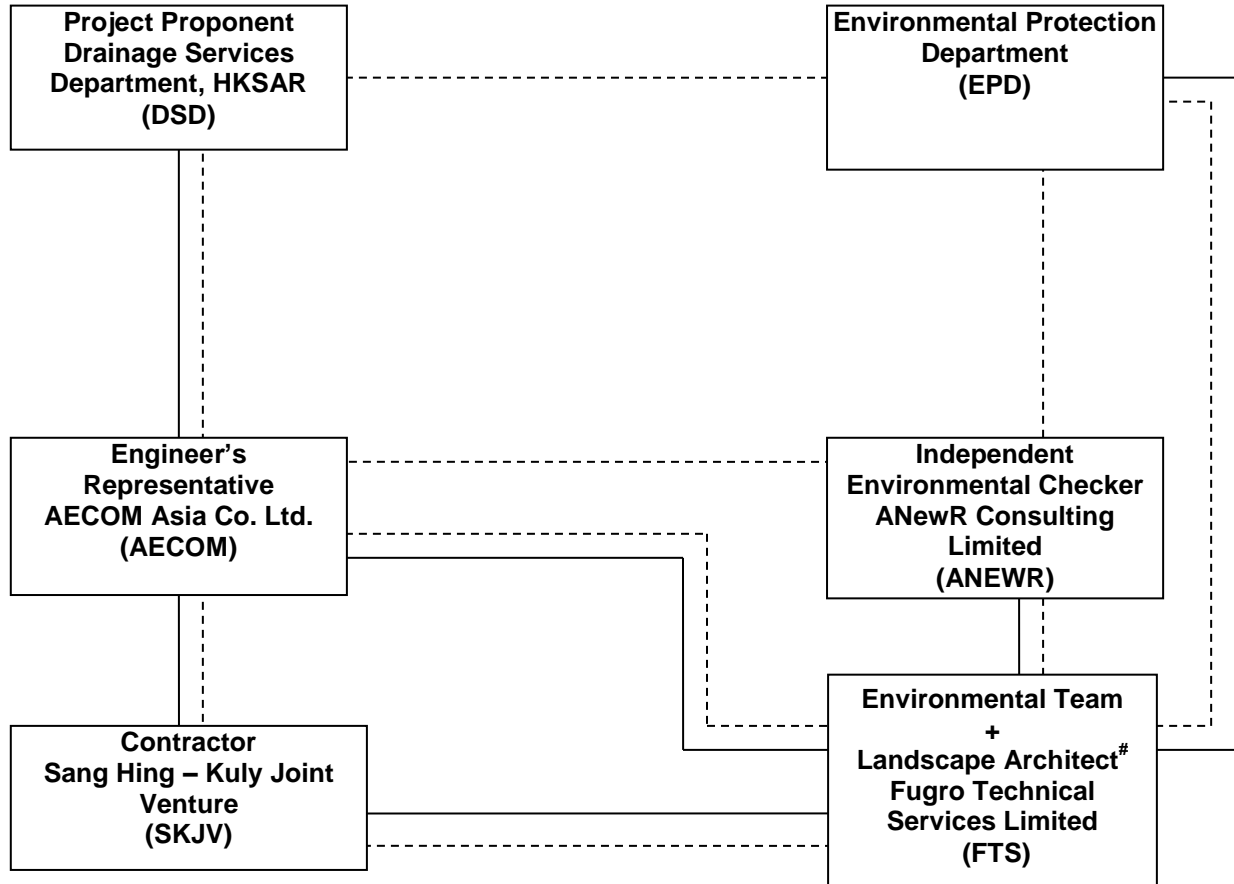 Project Proponent
Drainage Services
Department, HKSAR
(DSD)
Environmental Protection
Department
(EPD)
Engineer’s
Representative
AECOM Asia Co. Ltd.
(AECOM)
Independent
Environmental Checker
ANewR Consulting
Limited
(ANEWR)
Contractor
Sang Hing – Kuly Joint
Venture
(SKJV)
Environmental Team
+
Landscape Architect#
Fugro Technical
Services Limited
(FTS)